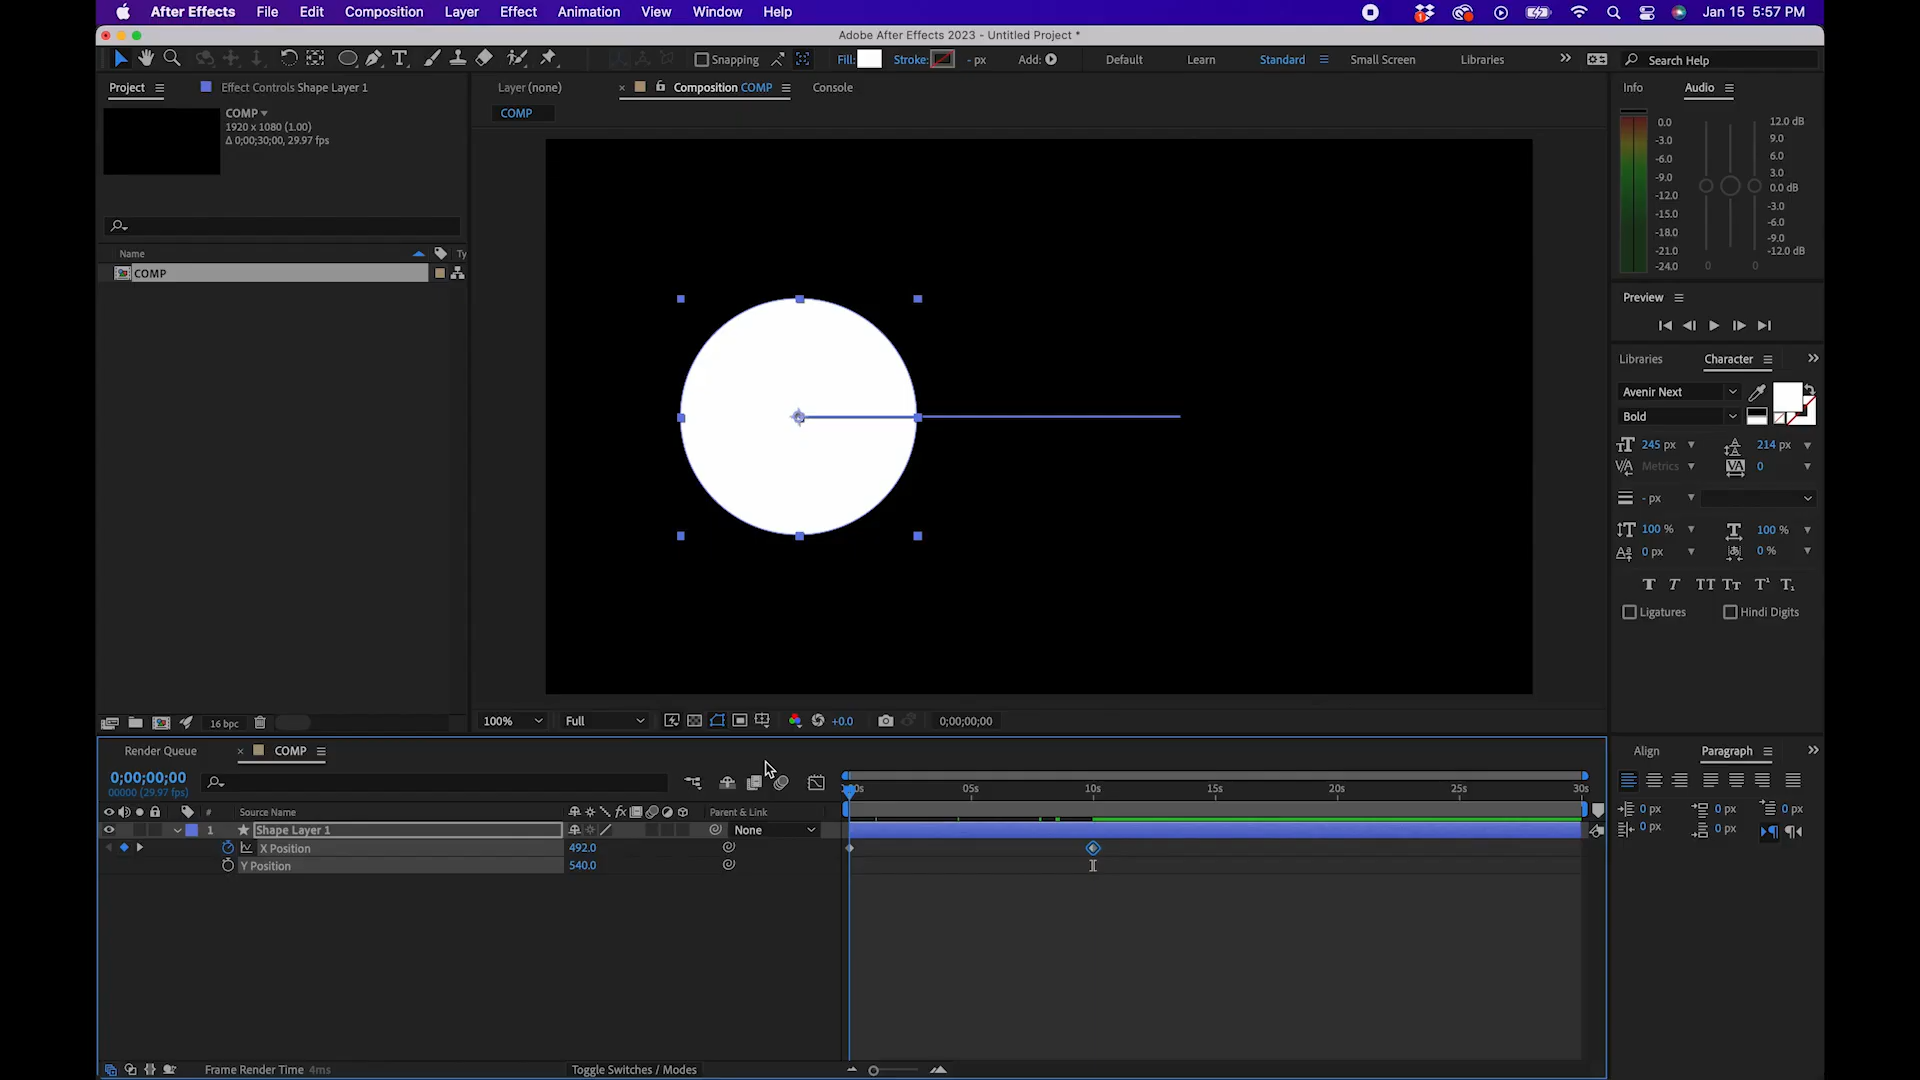 After Effects File Edit Composition Layer Effect Animation View Window Help Jan 15 5:57 PM
Adobe After Effects 2023 - Untitled Project *
Snapping Fill: Stroke: - px Add: Default Learn Standard Small Screen Libraries Search Help
Project Effect Controls Shape Layer 1 Layer (none) Composition COMP Console Info Audio
COMP
1920 x 1080 (1.00)
Δ 0;00;30;00, 29.97 fps
COMP
0.0
-3.0
-6.0
-9.0
-12.0
-15.0
-18.0
-21.0
-24.0
12.0 dB
9.0
6.0
3.0
0.0 dB
-3.0
-6.0
-9.0
-12.0 dB
0 0
Name Ty
COMP
Preview
Libraries Character
Avenir Next
Bold
245 px 214 px
Metrics 0
- px
100 % 100 %
0 px 0 %
Ligatures Hindi Digits
16 bpc
100% Full +0.0 0;00;00;00
Render Queue COMP
0;00;00;00
00000 (29.97 fps)
# Source Name Parent & Link
05s 10s 15s 20s 25s 30s
1 Shape Layer 1 None
X Position 492.0
Y Position 540.0
Align Paragraph
0 px 0 px 0 px
0 px 0 px
Frame Render Time 4ms Toggle Switches / Modes